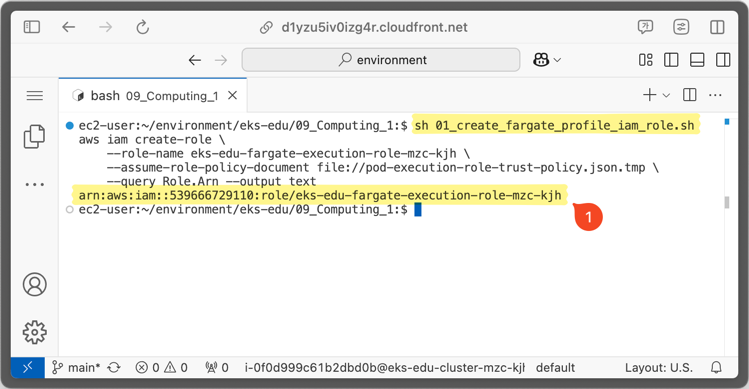 d1yzu5iv0izg4r.cloudfront.net
environment
bash 09_Computing_1
ec2-user:~/environment/eks-edu/09_Computing_1:$ sh 01_create_fargate_profile_iam_role.sh
aws iam create-role \
--role-name eks-edu-fargate-execution-role-mzc-kjh \
--assume-role-policy-document file://pod-execution-role-trust-policy.json.tmp \
--query Role.Arn --output text
arn:aws:iam::539666729110:role/eks-edu-fargate-execution-role-mzc-kjh
ec2-user:~/environment/eks-edu/09_Computing_1:$
1
main* 0 0 0 i-0f0d999c61b2dbd0b@eks-edu-cluster-mzc-kjh default Layout: U.S.